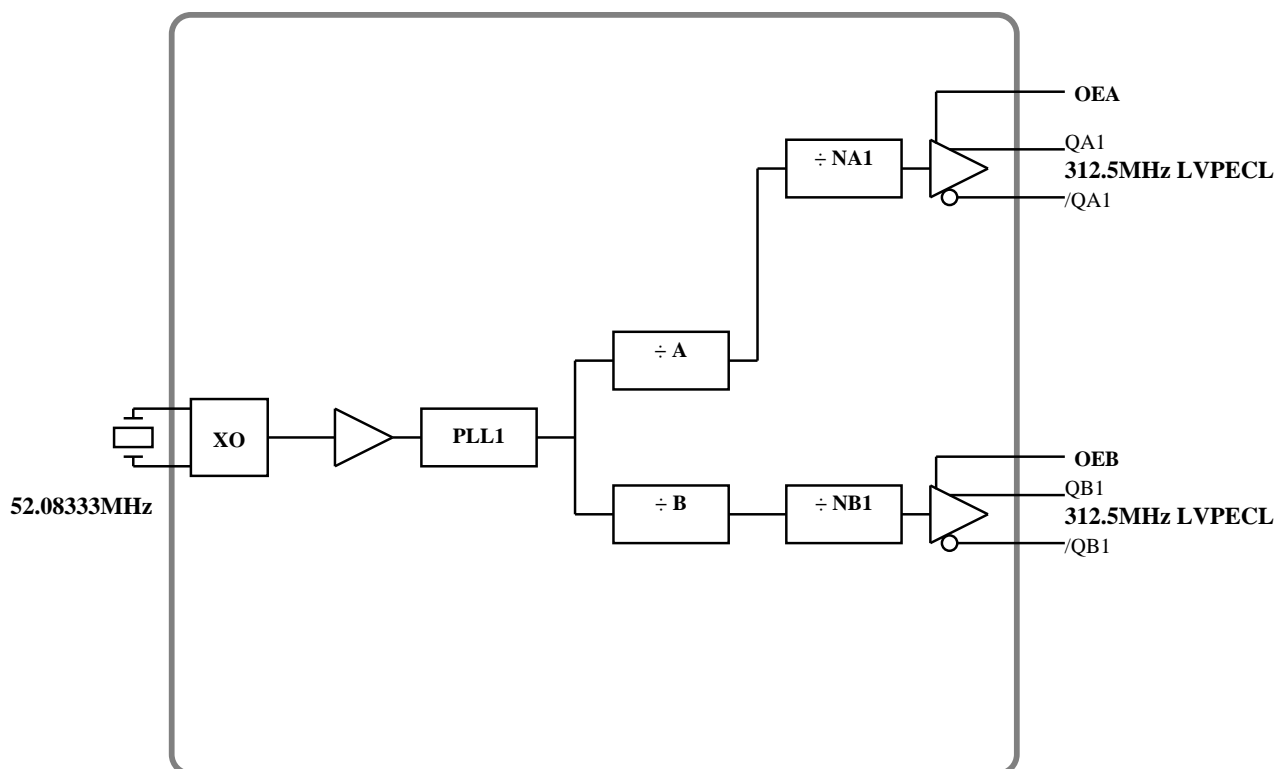 OEA
÷ NA1
QA1
312.5MHz LVPECL
/QA1
÷ A
XO
PLL1
52.08333MHz
OEB
÷ B
÷ NB1
QB1
312.5MHz LVPECL
/QB1